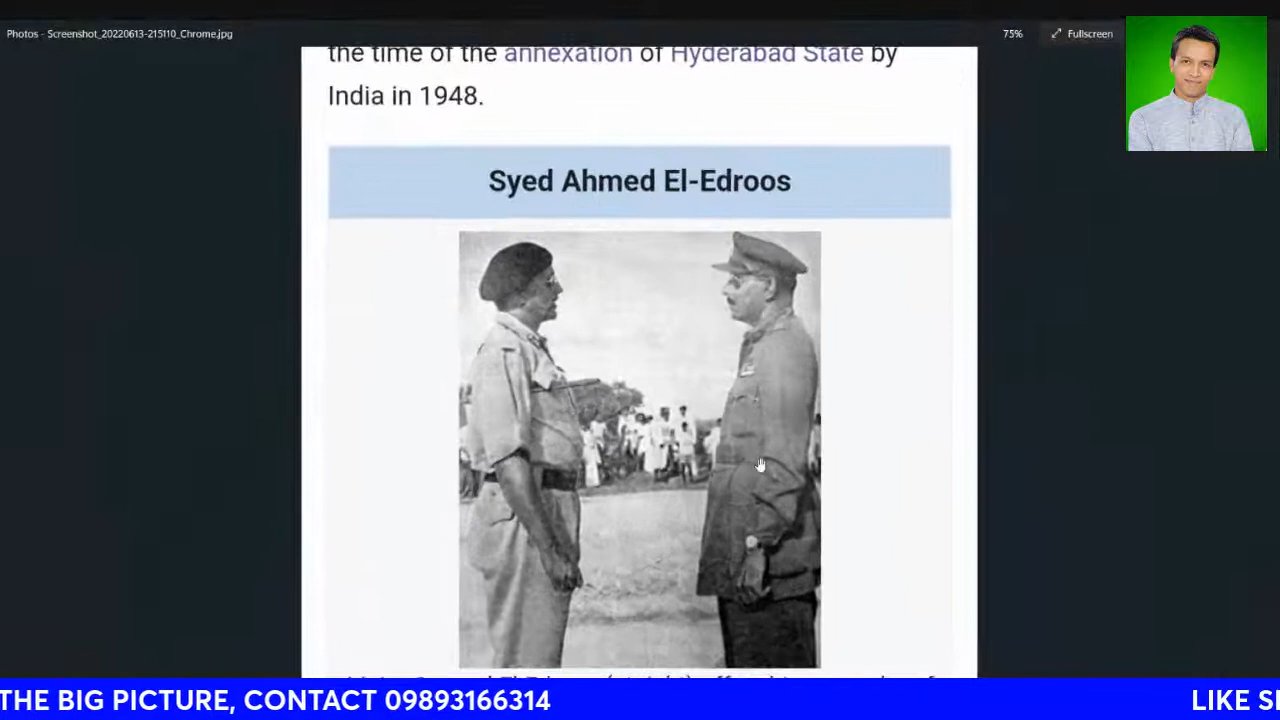 Photos - Screenshot_20220613-215110_Chrome.jpg
75%
Fullscreen
the time of the annexation of Hyderabad State by
India in 1948.
Syed Ahmed El-Edroos
THE BIG PICTURE, CONTACT 09893166314
LIKE